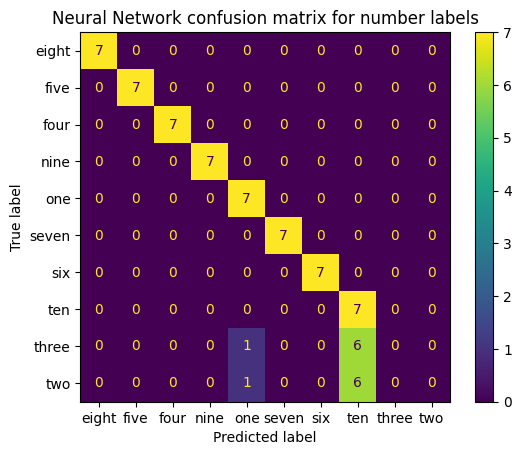 Neural Network confusion matrix for number labels
eight 7 0 0 0 0 0 0 0 0 0
five 0 7 0 0 0 0 0 0 0 0
four 0 0 7 0 0 0 0 0 0 0
nine 0 0 0 7 0 0 0 0 0 0
one 0 0 0 0 7 0 0 0 0 0
seven 0 0 0 0 0 7 0 0 0 0
six 0 0 0 0 0 0 7 0 0 0
ten 0 0 0 0 0 0 0 7 0 0
three 0 0 0 0 1 0 0 6 0 0
two 0 0 0 0 1 0 0 6 0 0
eight five four nine one seven six ten three two
Predicted label
True label
7
6
5
4
3
2
1
0